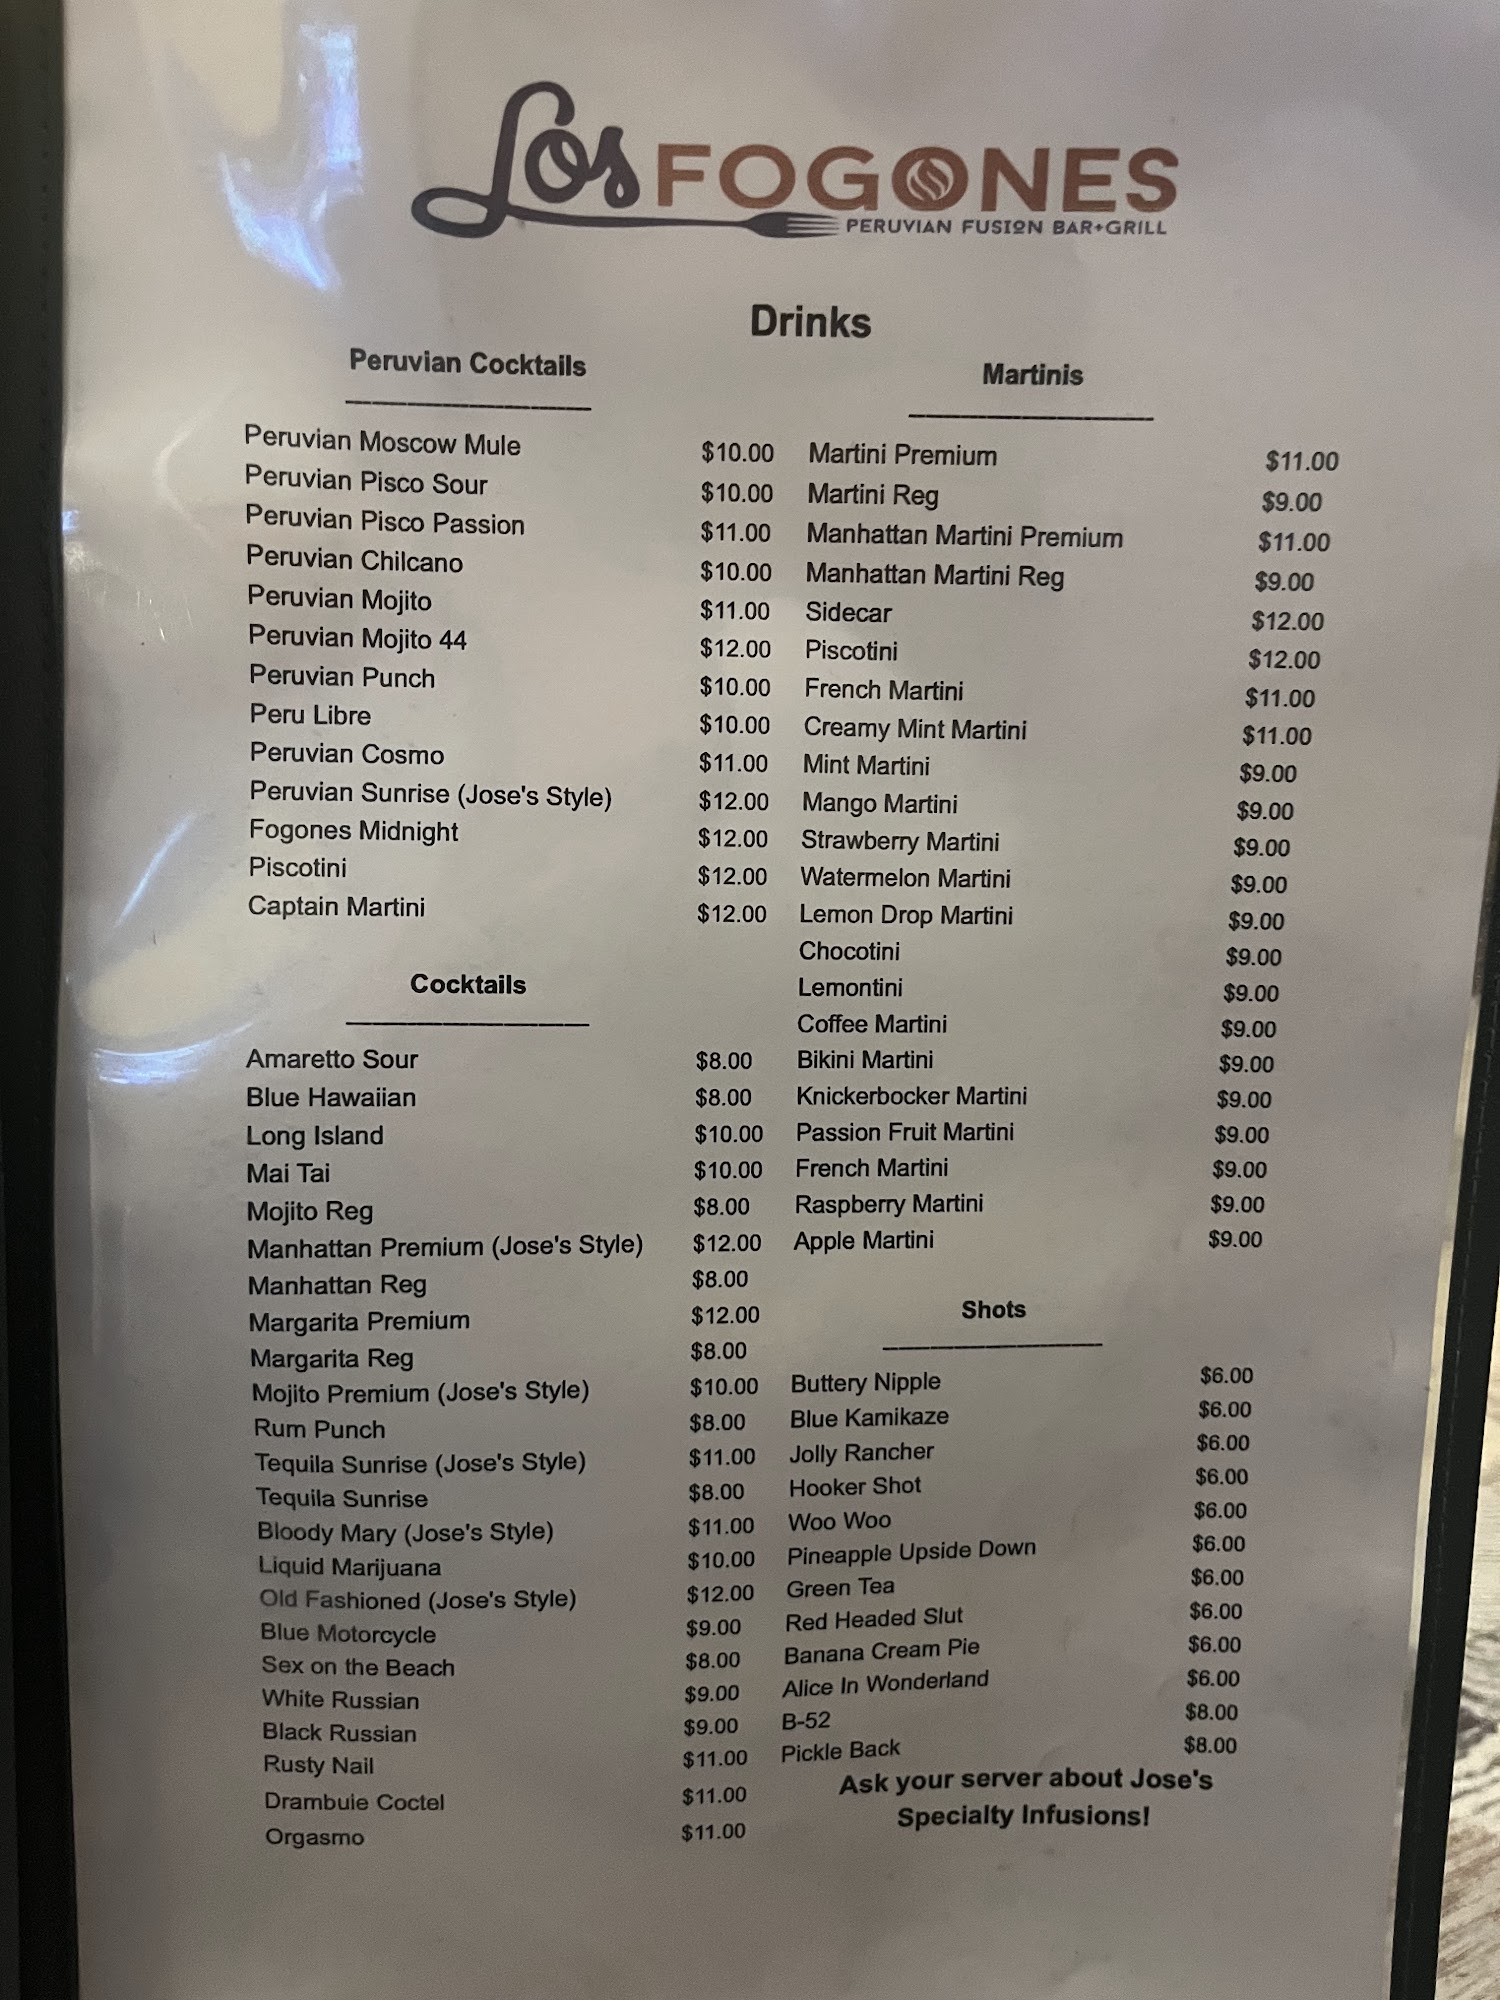 Los FOGONES
PERUVIAN FUSION BAR+GRILL
Drinks
Peruvian Cocktails
Peruvian Moscow Mule $10.00
Peruvian Pisco Sour $10.00
Peruvian Pisco Passion $11.00
Peruvian Chilcano $10.00
Peruvian Mojito $11.00
Peruvian Mojito 44 $12.00
Peruvian Punch $10.00
Peru Libre $10.00
Peruvian Cosmo $11.00
Peruvian Sunrise (Jose's Style) $12.00
Fogones Midnight $12.00
Piscotini $12.00
Captain Martini $12.00
Cocktails
Amaretto Sour $8.00
Blue Hawaiian $8.00
Long Island $10.00
Mai Tai $10.00
Mojito Reg $8.00
Manhattan Premium (Jose's Style) $12.00
Manhattan Reg $8.00
Margarita Premium $12.00
Margarita Reg $8.00
Mojito Premium (Jose's Style) $10.00
Rum Punch $8.00
Tequila Sunrise (Jose's Style) $11.00
Tequila Sunrise $8.00
Bloody Mary (Jose's Style) $11.00
Liquid Marijuana $10.00
Old Fashioned (Jose's Style) $12.00
Blue Motorcycle $9.00
Sex on the Beach $8.00
White Russian $9.00
Black Russian $9.00
Rusty Nail $11.00
Drambuie Coctel $11.00
Orgasmo $11.00
Martinis
Martini Premium $11.00
Martini Reg $9.00
Manhattan Martini Premium $11.00
Manhattan Martini Reg $9.00
Sidecar $12.00
Piscotini $12.00
French Martini $11.00
Creamy Mint Martini $11.00
Mint Martini $9.00
Mango Martini $9.00
Strawberry Martini $9.00
Watermelon Martini $9.00
Lemon Drop Martini $9.00
Chocotini $9.00
Lemontini $9.00
Coffee Martini $9.00
Bikini Martini $9.00
Knickerbocker Martini $9.00
Passion Fruit Martini $9.00
French Martini $9.00
Raspberry Martini $9.00
Apple Martini $9.00
Shots
Buttery Nipple $6.00
Blue Kamikaze $6.00
Jolly Rancher $6.00
Hooker Shot $6.00
Woo Woo $6.00
Pineapple Upside Down $6.00
Green Tea $6.00
Red Headed Slut $6.00
Banana Cream Pie $6.00
Alice In Wonderland $6.00
B-52 $8.00
Pickle Back $8.00
Ask your server about Jose's
Specialty Infusions!